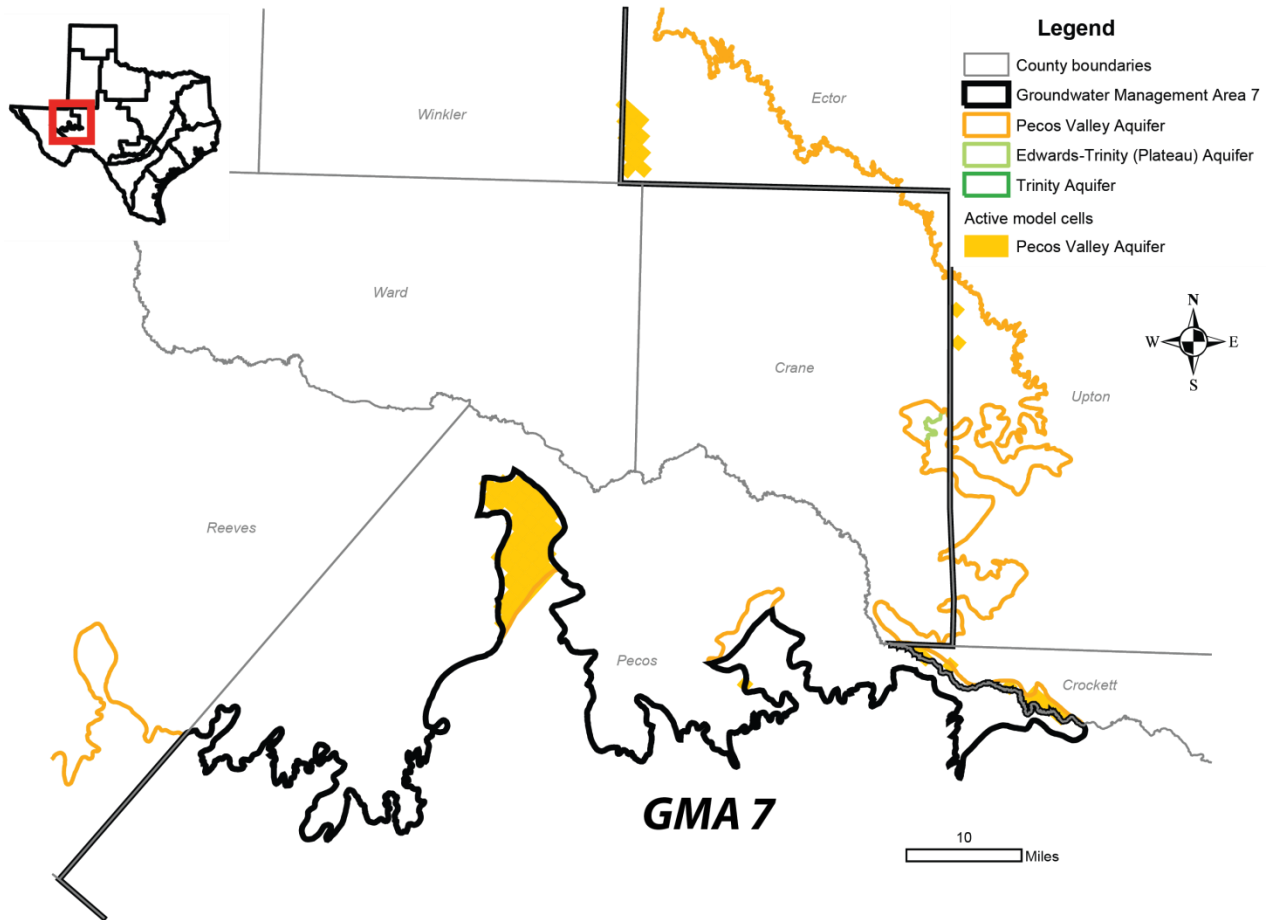 Legend
County boundaries
Groundwater Management Area 7
Pecos Valley Aquifer
Edwards-Trinity (Plateau) Aquifer
Trinity Aquifer
Active model cells
Pecos Valley Aquifer
Winkler
Ector
Ward
Crane
Upton
Reeves
Pecos
Crockett
N
W
E
S
GMA 7
10
Miles